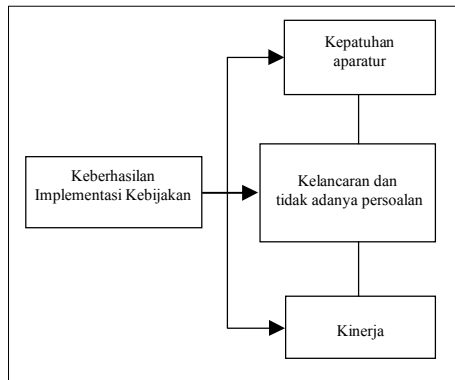 Kepatuhan
aparatur
Keberhasilan
Implementasi Kebijakan
Kelancaran dan
tidak adanya persoalan
Kinerja